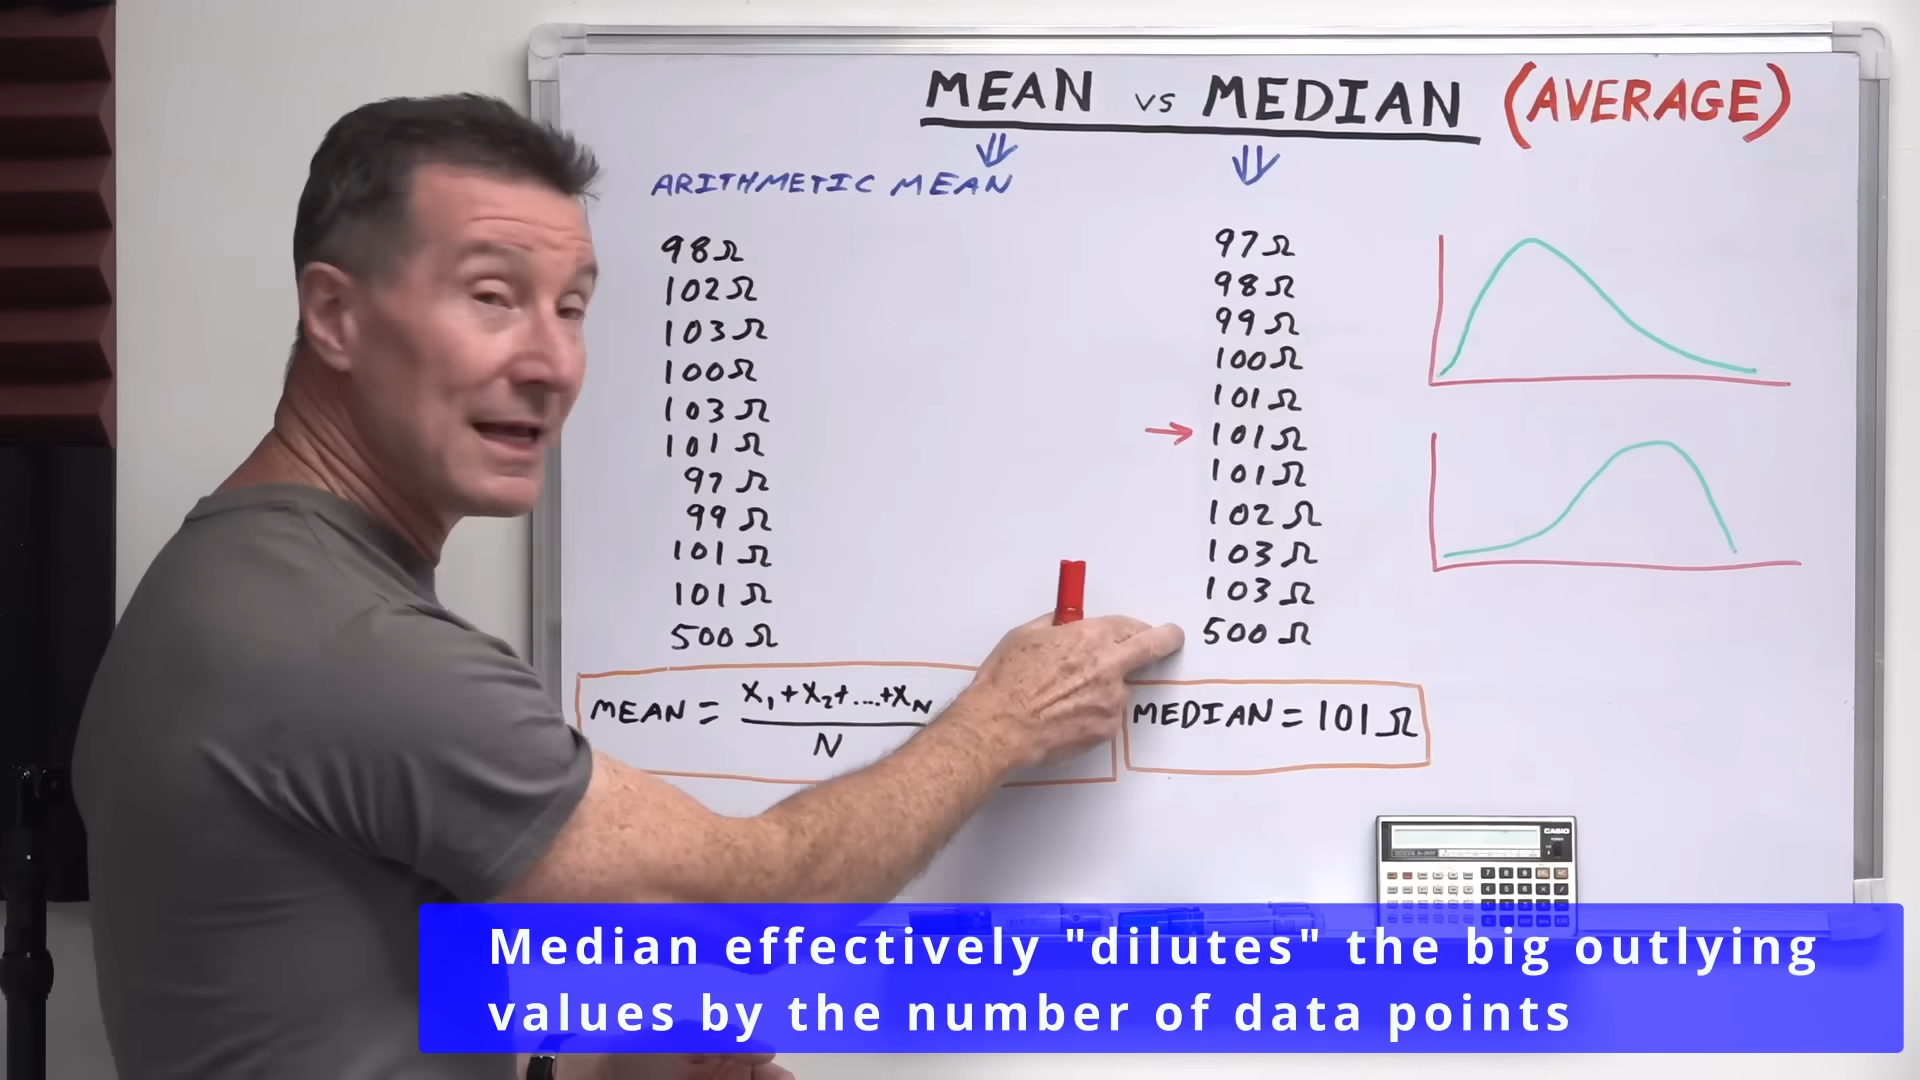 MEAN vs MEDIAN (AVERAGE)
ARITHMETIC MEAN
98Ω
102Ω
103Ω
100Ω
103Ω
101Ω
97Ω
99Ω
101Ω
101Ω
500Ω
MEAN = X₁+X₂+....+X_N
N
97Ω
98Ω
99Ω
100Ω
101Ω
101Ω
101Ω
102Ω
103Ω
103Ω
500Ω
MEDIAN = 101Ω
CASIO
Median effectively "dilutes" the big outlying
values by the number of data points